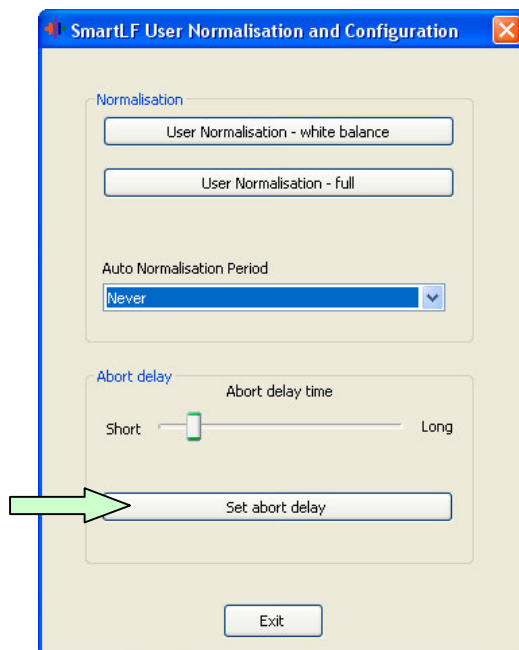 SmartLF User Normalisation and Configuration
Normalisation
User Normalisation - white balance
User Normalisation - full
Auto Normalisation Period
Never
Abort delay
Abort delay time
Short
Long
Set abort delay
Exit